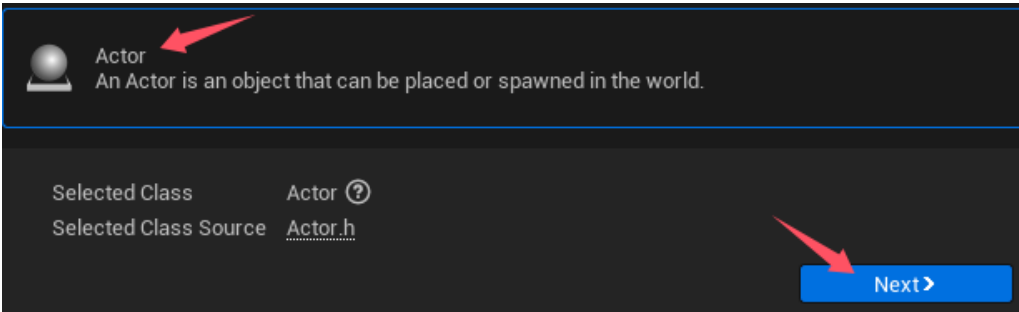 Actor
An Actor is an object that can be placed or spawned in the world.
Selected Class Actor ?
Selected Class Source Actor.h
Next